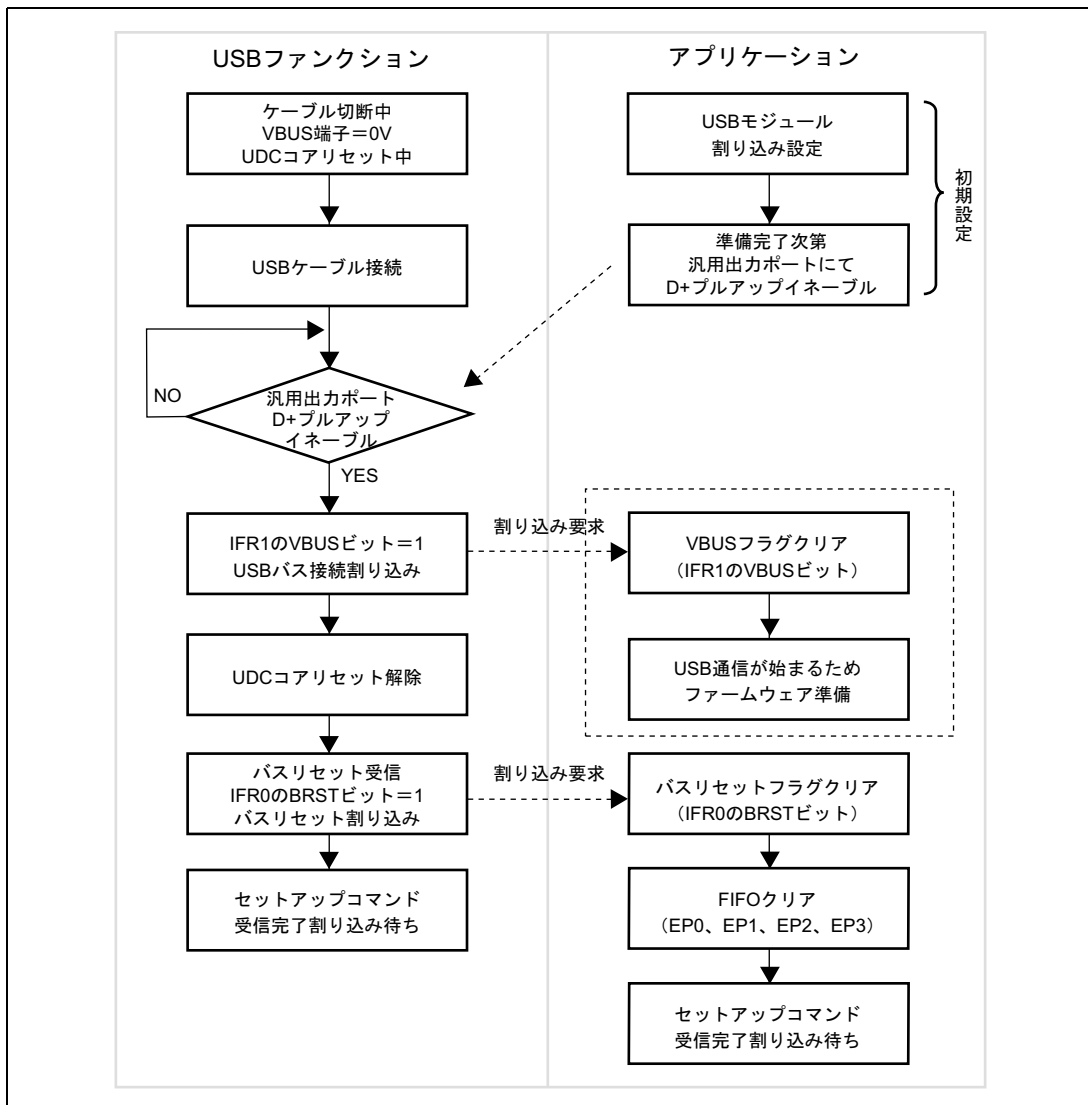 USBファンクション
ケーブル切断中
VBUS端子＝0V
UDCコアリセット中
USBケーブル接続
NO
汎用出力ポート
D+プルアップ
イネーブル
YES
IFR1のVBUSビット＝1
USBバス接続割り込み
割り込み要求
UDCコアリセット解除
バスリセット受信
IFR0のBRSTビット＝1
バスリセット割り込み
割り込み要求
セットアップコマンド
受信完了割り込み待ち
アプリケーション
USBモジュール
割り込み設定
準備完了次第
汎用出力ポートにて
D+プルアップイネーブル
初期設定
VBUSフラグクリア
（IFR1のVBUSビット）
USB通信が始まるため
ファームウェア準備
バスリセットフラグクリア
（IFR0のBRSTビット）
FIFOクリア
（EP0、EP1、EP2、EP3）
セットアップコマンド
受信完了割り込み待ち